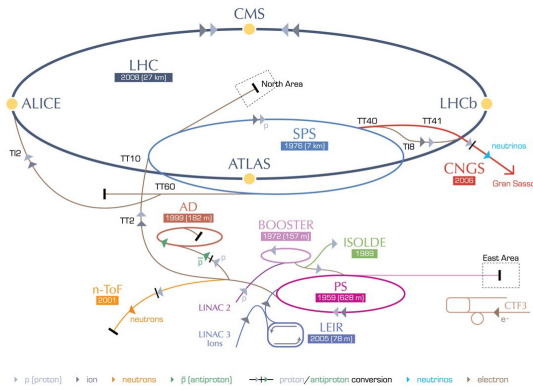 CMS
LHC
2008 (27 km)
North Area
ALICE
LHCb
TT40
TT41
SPS
1976 (7 km)
TI2
TI8
TT10
ATLAS
CNGS
2006
neutrinos
Gran Sasso
TT60
AD
1999 (182 m)
TT2
BOOSTER
1972 (157 m)
ISOLDE
1989
East Area
p
p
p̄
n-ToF
2001
LINAC 2
p
PS
1959 (628 m)
CTF3
e-
neutrons
LINAC 3
Ions
LEIR
2005 (78 m)
p (proton)
ion
neutrons
p̄ (antiproton)
proton/antiproton conversion
neutrinos
electron